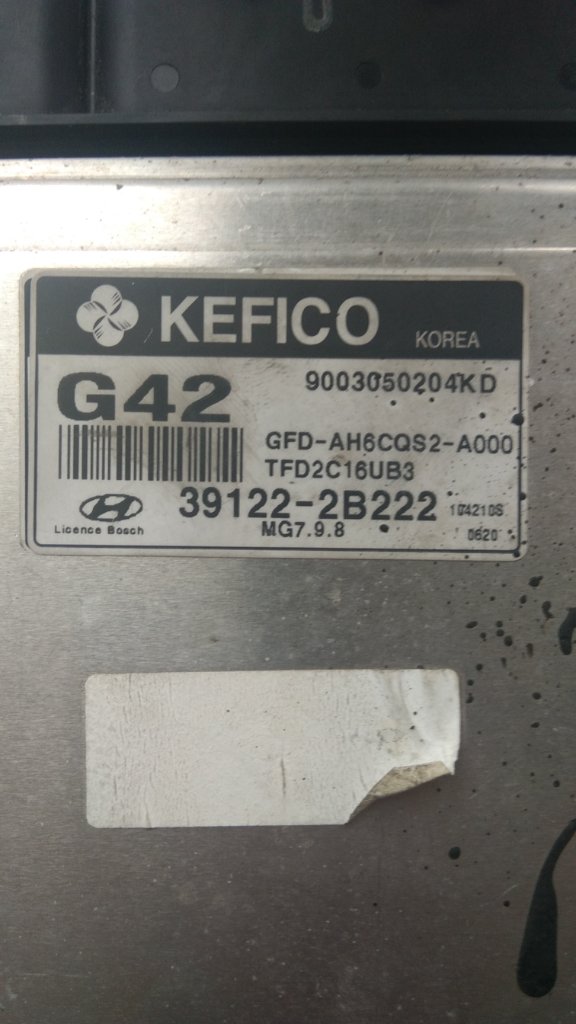 KEFICO KOREA
G42 9003050204KD
GFD-AH6CQS2-A000
TFD2C16UB3
39122-2B222 104210S
Licence Bosch MG7.9.8 0620